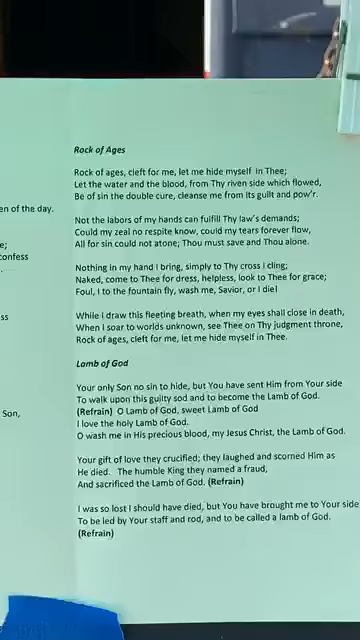 Rock of Ages
Rock of ages, cleft for me, let me hide myself in Thee;
Let the water and the blood, from Thy riven side which flowed,
Be of sin the double cure, cleanse me from its guilt and pow'r.
en of the day.
Not the labors of my hands can fulfill Thy law's demands;
Could my zeal no respite know, could my tears forever flow,
e;
All for sin could not atone; Thou must save and Thou alone.
confess
Nothing in my hand I bring, simply to Thy cross I cling;
Naked, come to Thee for dress, helpless, look to Thee for grace;
Foul, I to the fountain fly, wash me, Savior, or I die!
ss
While I draw this fleeting breath, when my eyes shall close in death,
When I soar to worlds unknown, see Thee on Thy judgment throne,
Rock of ages, cleft for me, let me hide myself in Thee.
Lamb of God
Your only Son no sin to hide, but You have sent Him from Your side
To walk upon this guilty sod and to become the Lamb of God.
Son,
(Refrain) O Lamb of God, sweet Lamb of God
I love the holy Lamb of God.
O wash me in His precious blood, my Jesus Christ, the Lamb of God.
Your gift of love they crucified; they laughed and scorned Him as
He died. The humble King they named a fraud,
And sacrificed the Lamb of God. (Refrain)
I was so lost I should have died, but You have brought me to Your side
To be led by Your staff and rod, and to be called a lamb of God.
(Refrain)